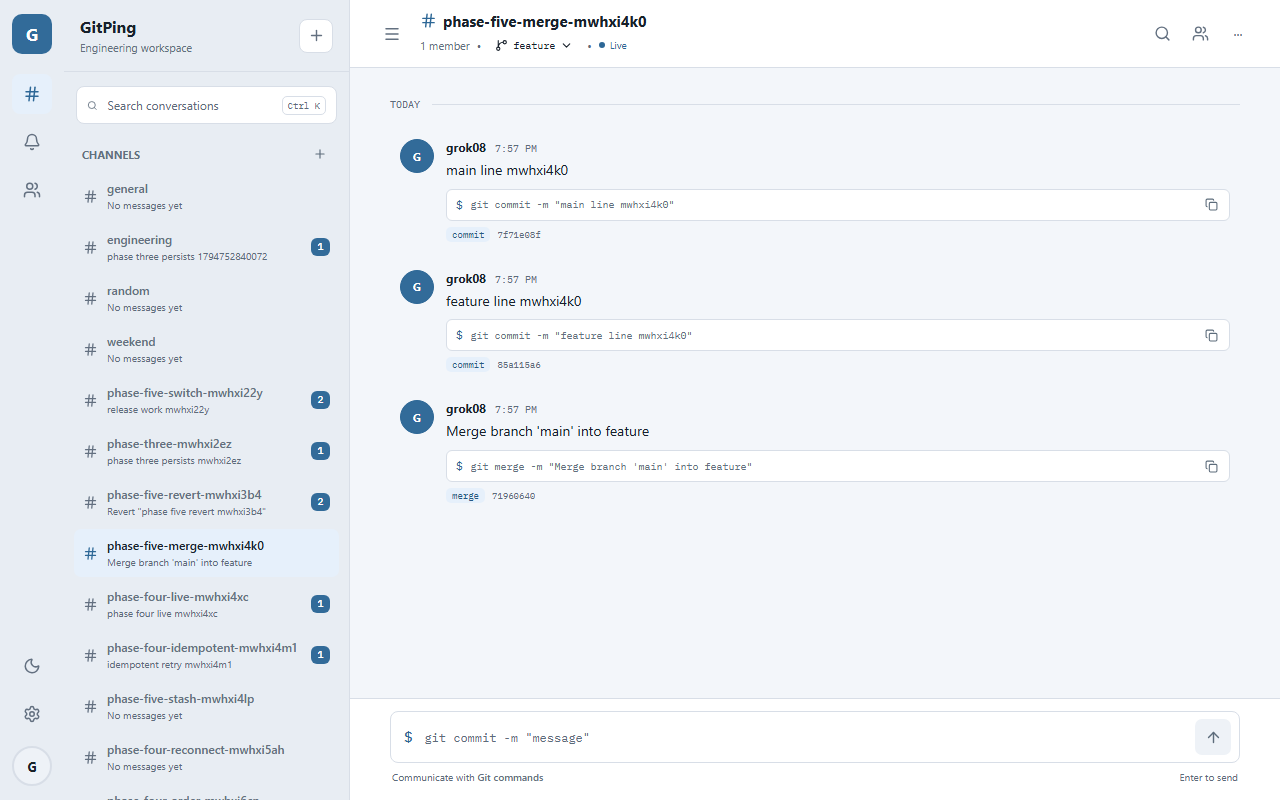 G
GitPing
Engineering workspace
Search conversations
Ctrl K
CHANNELS
general
No messages yet
engineering
phase three persists 1794752840072
1
random
No messages yet
weekend
No messages yet
phase-five-switch-mwhxi22y
release work mwhxi22y
2
phase-three-mwhxi2ez
phase three persists mwhxi2ez
1
phase-five-revert-mwhxi3b4
Revert "phase five revert mwhxi3b4"
2
phase-five-merge-mwhxi4k0
Merge branch 'main' into feature
phase-four-live-mwhxi4xc
phase four live mwhxi4xc
1
phase-four-idempotent-mwhxi4m1
idempotent retry mwhxi4m1
1
phase-five-stash-mwhxi4lp
No messages yet
phase-four-reconnect-mwhxi5ah
No messages yet
G
# phase-five-merge-mwhxi4k0
1 member • feature • Live
TODAY
G
grok08 7:57 PM
main line mwhxi4k0
$ git commit -m "main line mwhxi4k0"
commit 7f71e08f
G
grok08 7:57 PM
feature line mwhxi4k0
$ git commit -m "feature line mwhxi4k0"
commit 85a115a6
G
grok08 7:57 PM
Merge branch 'main' into feature
$ git merge -m "Merge branch 'main' into feature"
merge 71960640
$ git commit -m "message"
Communicate with Git commands
Enter to send